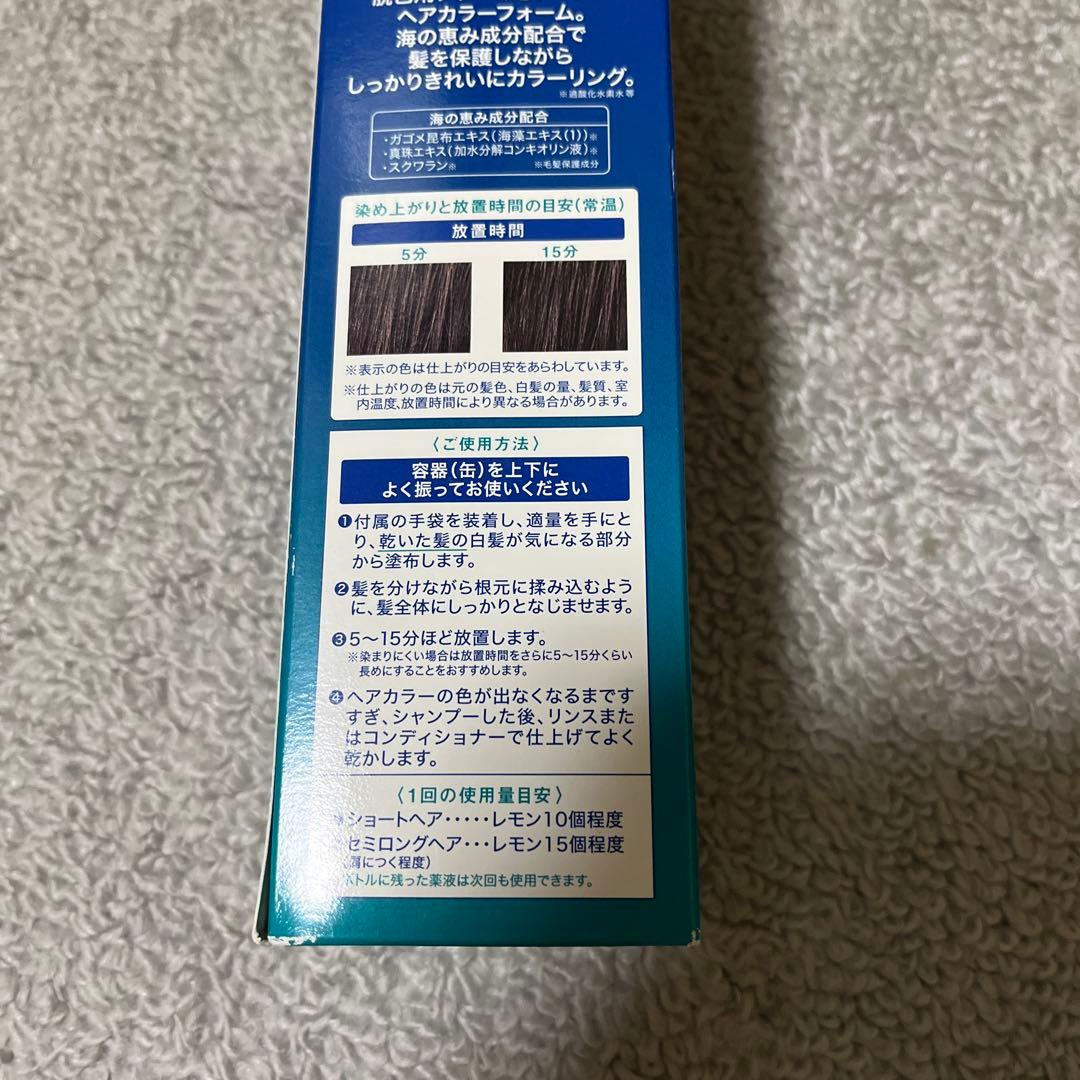 ヘアカラーフォーム。
海の恵み成分配合で
髪を保護しながら
しっかりきれいにカラーリング。
※過酸化水素水等
海の恵み成分配合
・ガゴメ昆布エキス(海藻エキス(1))※
・真珠エキス(加水分解コンキオリン液)※
・スクワラン※ ※毛髪保護成分
染め上がりと放置時間の目安(常温)
放置時間
5分 15分
※表示の色は仕上がりの目安をあらわしています。
※仕上がりの色は元の髪色、白髪の量、髪質、室
内温度、放置時間により異なる場合があります。
〈ご使用方法〉
容器(缶)を上下に
よく振ってお使いください
❶付属の手袋を装着し、適量を手にと
り、乾いた髪の白髪が気になる部分
から塗布します。
❷髪を分けながら根元に揉み込むよう
に、髪全体にしっかりとなじませます。
❸5〜15分ほど放置します。
※染まりにくい場合は放置時間をさらに5〜15分くらい
長めにすることをおすすめします。
❹ヘアカラーの色が出なくなるまです
すぎ、シャンプーした後、リンスまた
はコンディショナーで仕上げてよく
乾かします。
〈1回の使用量目安〉
ショートヘア・・・・・レモン10個程度
セミロングヘア・・・レモン15個程度
(肩につく程度)
ボトルに残った薬液は次回も使用できます。